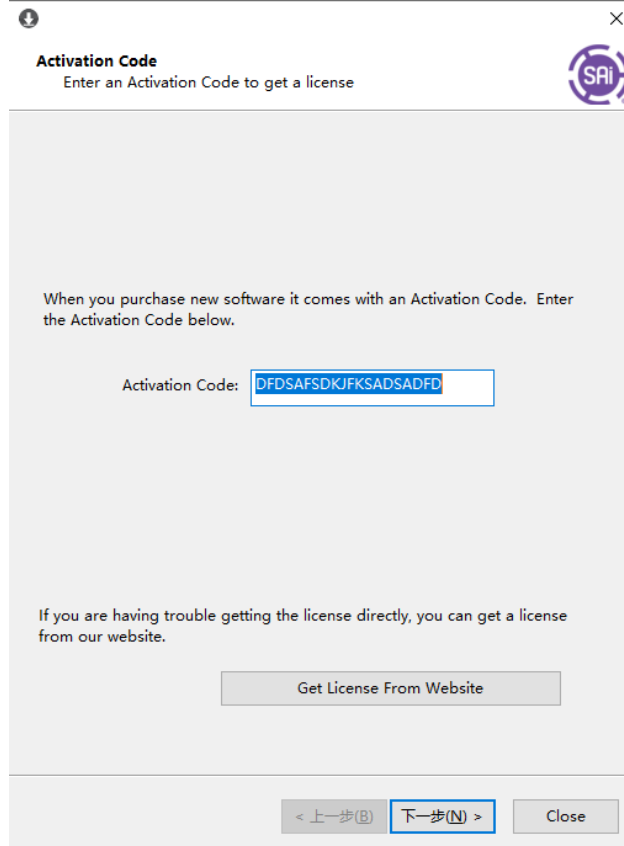 Activation Code
Enter an Activation Code to get a license
SAi
When you purchase new software it comes with an Activation Code.  Enter
the Activation Code below.
Activation Code: DFDSAFSDKJFKSADSADFD
If you are having trouble getting the license directly, you can get a license
from our website.
Get License From Website
< 上一步(B) 下一步(N) > Close